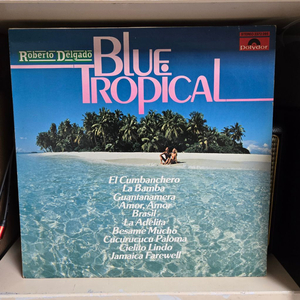 Roberto Delgado
Blue
Tropical
Polydor
El Cumbanchero
La Bamba
Guantanamera
Amor, Amor
Brasil
La Adelita
Besame Mucho
Cucurucucu Paloma
Cielito Lindo
Jamaica Farewell